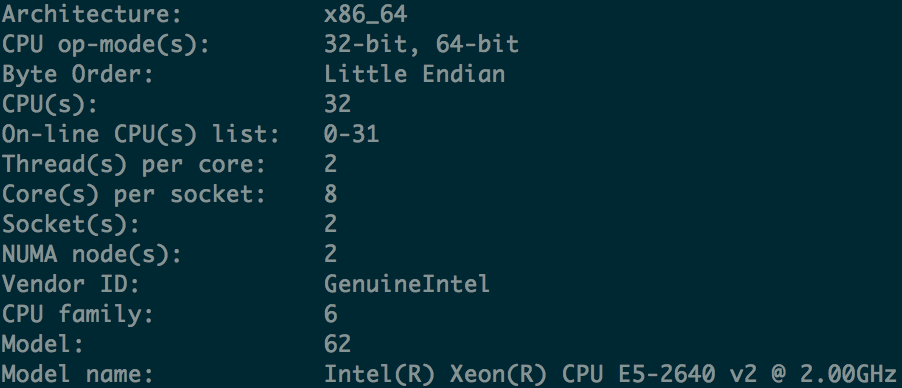 Architecture: x86_64
CPU op-mode(s): 32-bit, 64-bit
Byte Order: Little Endian
CPU(s): 32
On-line CPU(s) list: 0-31
Thread(s) per core: 2
Core(s) per socket: 8
Socket(s): 2
NUMA node(s): 2
Vendor ID: GenuineIntel
CPU family: 6
Model: 62
Model name: Intel(R) Xeon(R) CPU E5-2640 v2 @ 2.00GHz